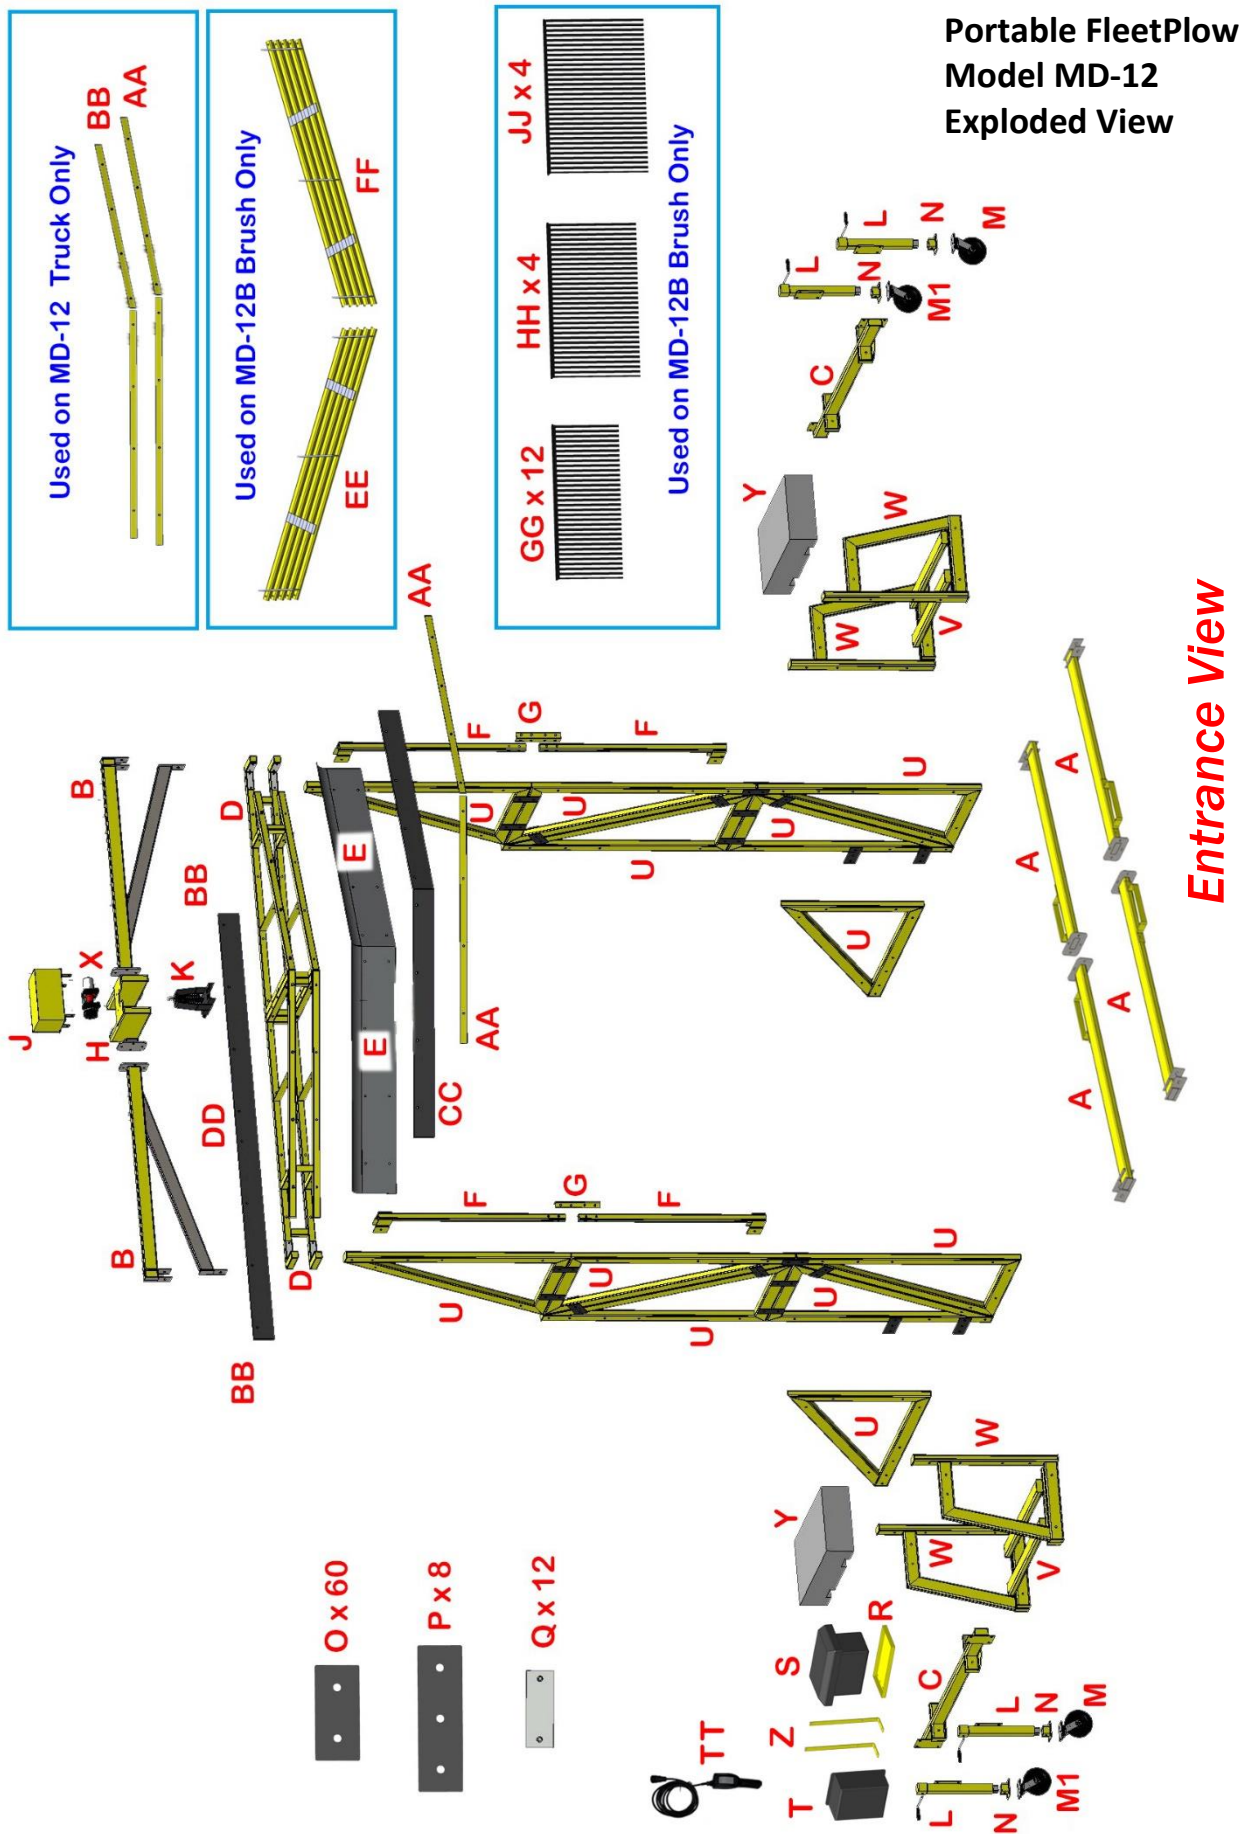 Portable FleetPlow
Model MD-12
Exploded View
Used on MD-12 Truck Only
BB
AA
Used on MD-12B Brush Only
EE
FF
GG x 12
HH x 4
JJ x 4
Used on MD-12B Brush Only
J
H
X
B
B
K
DD
BB
BB
D
D
E
E
CC
AA
AA
F
G
F
F
G
F
U
U
U
U
U
U
U
U
U
U
U
U
U
U
O x 60
P x 8
Q x 12
Y
W
W
V
C
L
L
N
N
M1
M
TT
T
Z
S
R
Y
W
W
V
C
L
L
N
N
M1
M
A
A
A
A
Entrance View